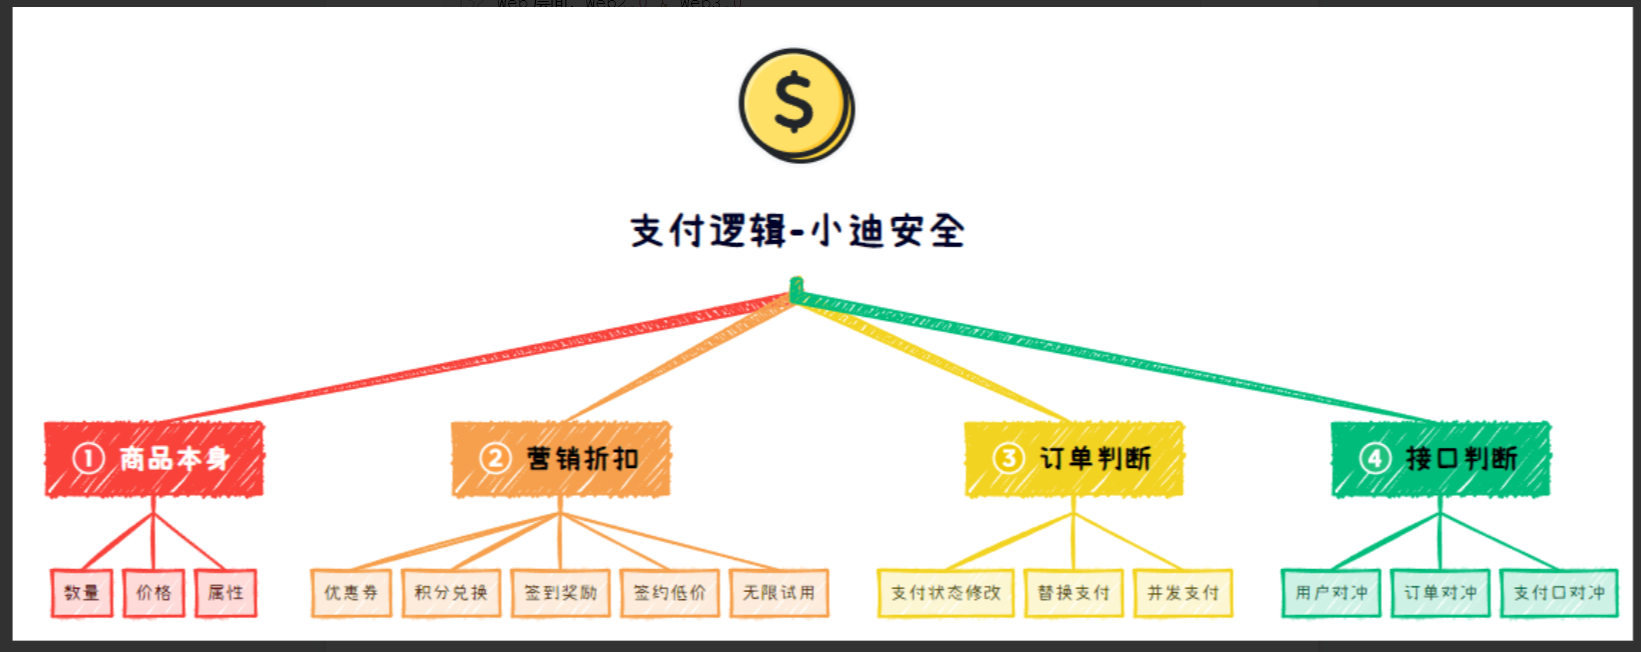 $
支付逻辑-小迪安全
① 商品本身
② 营销折扣
③ 订单判断
④ 接口判断
数量
价格
属性
优惠券
积分兑换
签到奖励
签约低价
无限试用
支付状态修改
替换支付
并发支付
用户对冲
订单对冲
支付口对冲